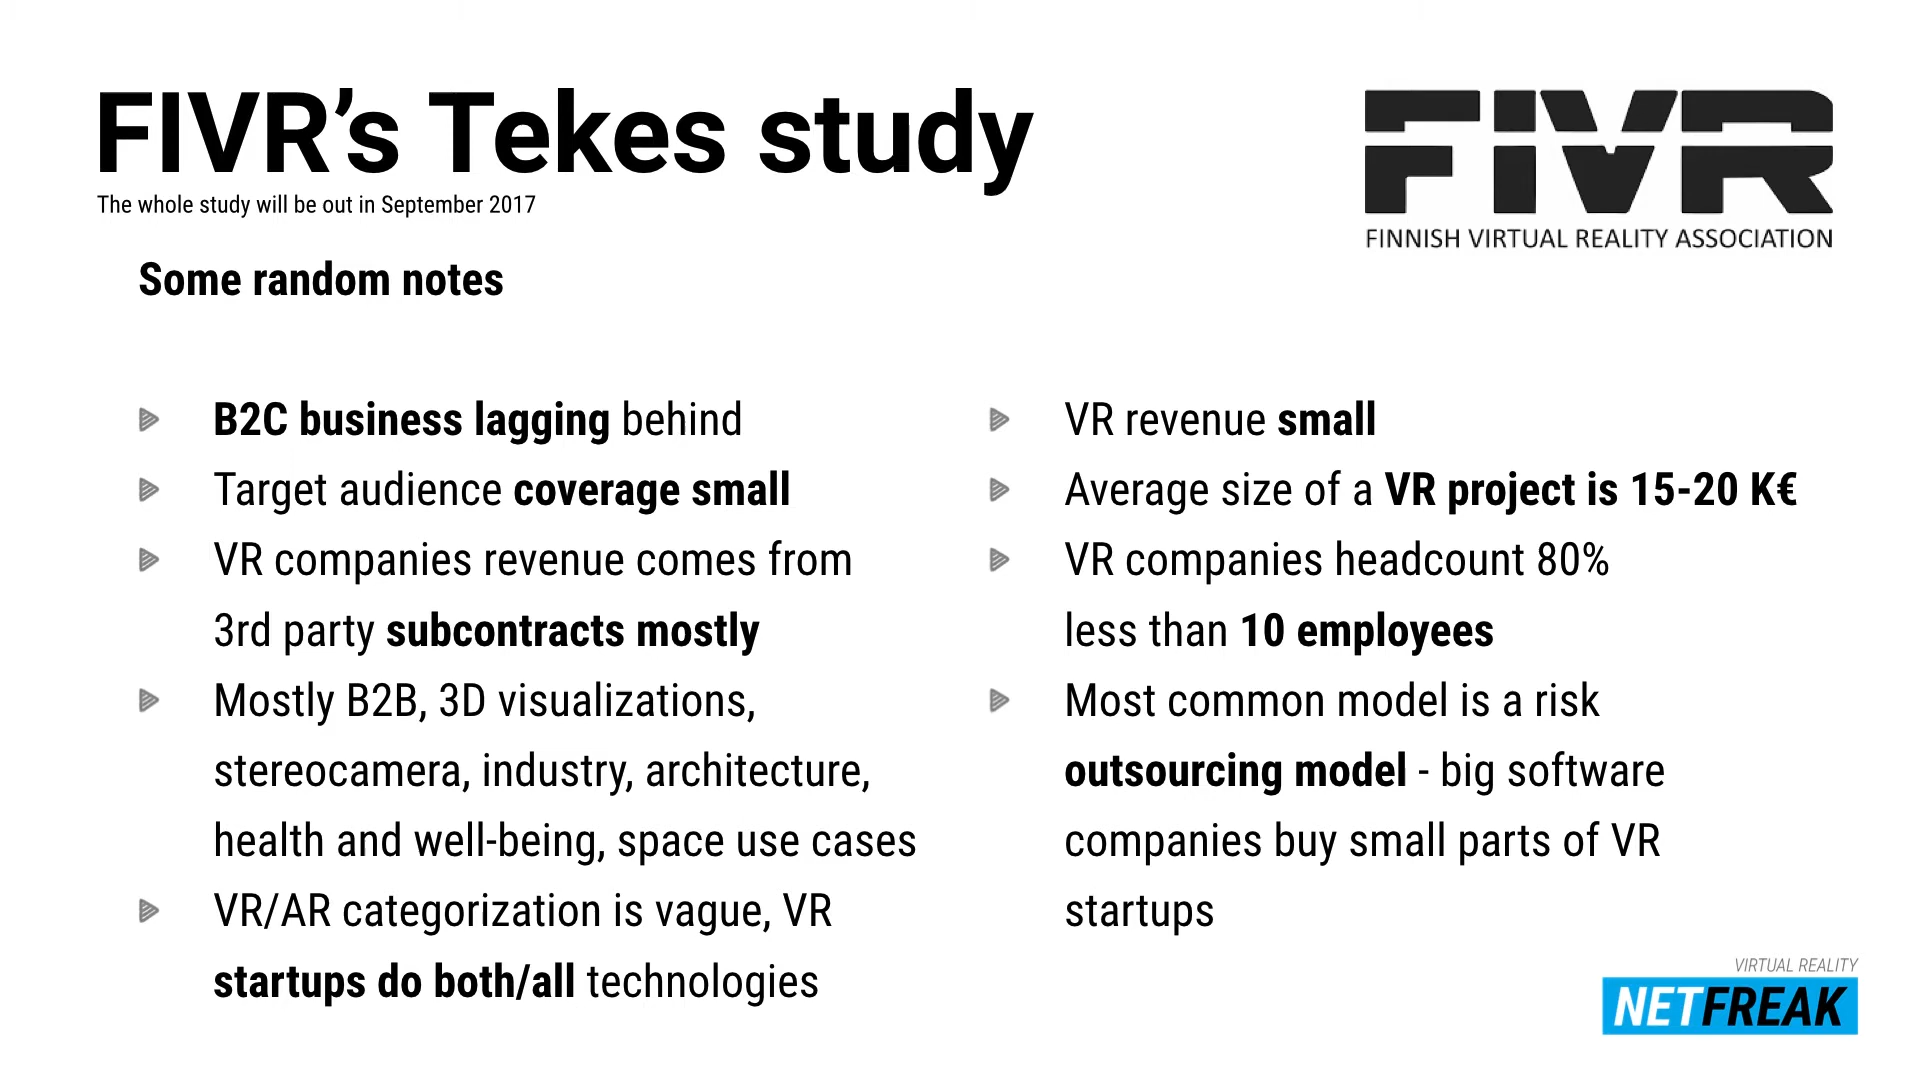 FIVR’s Tekes study
The whole study will be out in September 2017
FIVR
FINNISH VIRTUAL REALITY ASSOCIATION
Some random notes
B2C business lagging behind
Target audience coverage small
VR companies revenue comes from
3rd party subcontracts mostly
Mostly B2B, 3D visualizations,
stereocamera, industry, architecture,
health and well-being, space use cases
VR/AR categorization is vague, VR
startups do both/all technologies
VR revenue small
Average size of a VR project is 15-20 K€
VR companies headcount 80%
less than 10 employees
Most common model is a risk
outsourcing model - big software
companies buy small parts of VR
startups
VIRTUAL REALITY
NETFREAK